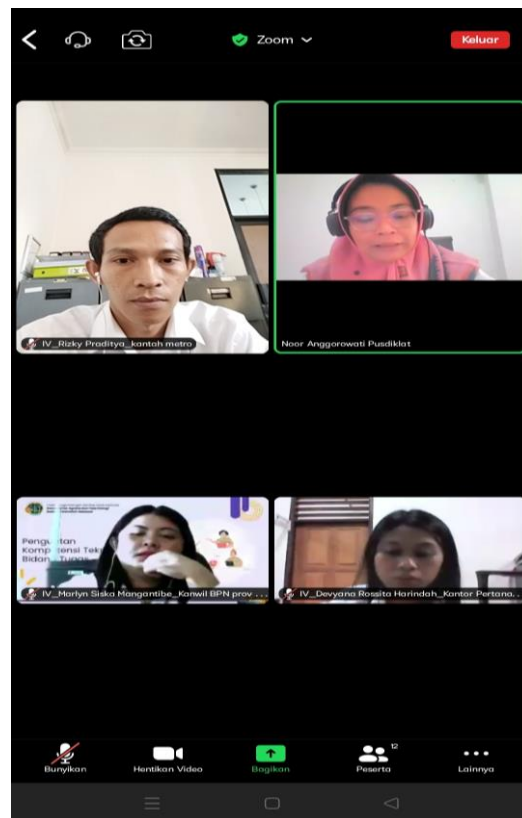 Zoom
Keluar
IV_Rizky Praditya_kantah metro
Noor Anggorowati Pusdiklat
Penguatan
Kompetensi Tek
Bidang Tugas
IV_Marlyn Siska Mangantibe_Kanwil BPN prov ...
IV_Devyana Rossita Harindah_Kantor Pertana...
12
Bunyikan
Hentikan Video
Bagikan
Peserta
Lainnya